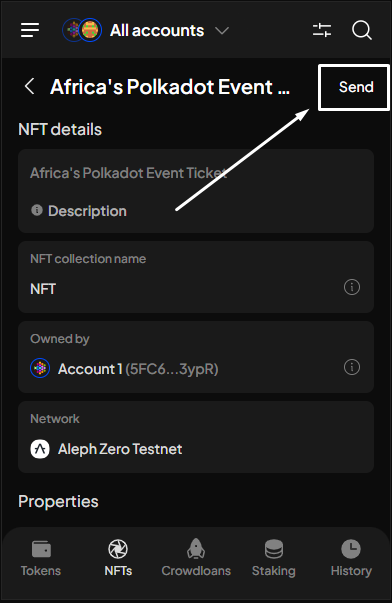 All accounts
Africa's Polkadot Event ...
Send
NFT details
Africa's Polkadot Event Ticket
Description
NFT collection name
NFT
Owned by
Account 1 (5FC6...3ypR)
Network
Aleph Zero Testnet
Properties
Tokens
NFTs
Crowdloans
Staking
History